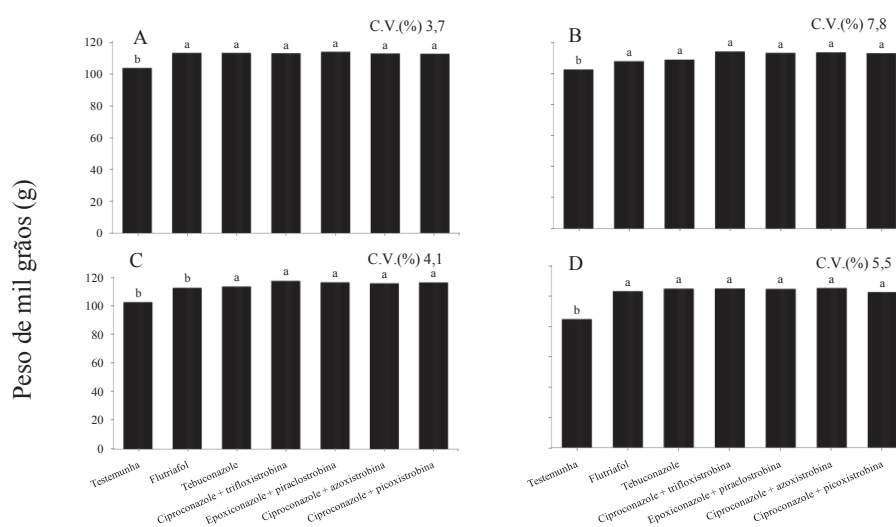 A
C.V.(%) 3,7
120
100
80
60
40
20
0
b a a a a a a
B
C.V.(%) 7,8
b a a a a a a
Peso de mil grãos (g)
C
C.V.(%) 4,1
120
100
80
60
40
20
0
b b a a a a a
D
C.V.(%) 5,5
b a a a a a a
Testemunha
Flutriafol
Tebuconazole
Ciproconazole + trifloxistrobina
Epoxiconazole + piraclostrobina
Ciproconazole + azoxistrobina
Ciproconazole + picoxistrobina
Testemunha
Flutriafol
Tebuconazole
Ciproconazole + trifloxistrobina
Epoxiconazole + piraclostrobina
Ciproconazole + azoxistrobina
Ciproconazole + picoxistrobina